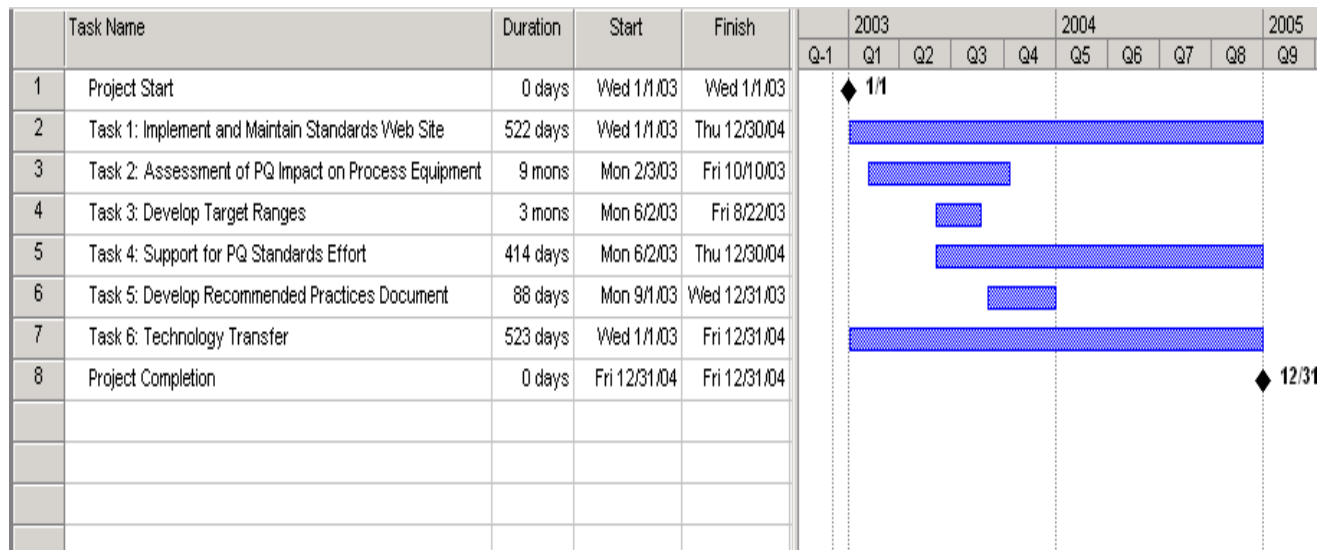 Task Name Duration Start Finish 2003 2004 2005
Q-1 Q1 Q2 Q3 Q4 Q5 Q6 Q7 Q8 Q9
1 Project Start 0 days Wed 1/1/03 Wed 1/1/03 1/1
2 Task 1: Implement and Maintain Standards Web Site 522 days Wed 1/1/03 Thu 12/30/04
3 Task 2: Assessment of PQ Impact on Process Equipment 9 mons Mon 2/3/03 Fri 10/10/03
4 Task 3: Develop Target Ranges 3 mons Mon 6/2/03 Fri 8/22/03
5 Task 4: Support for PQ Standards Effort 414 days Mon 6/2/03 Thu 12/30/04
6 Task 5: Develop Recommended Practices Document 88 days Mon 9/1/03 Wed 12/31/03
7 Task 6: Technology Transfer 523 days Wed 1/1/03 Fri 12/31/04
8 Project Completion 0 days Fri 12/31/04 Fri 12/31/04 12/31